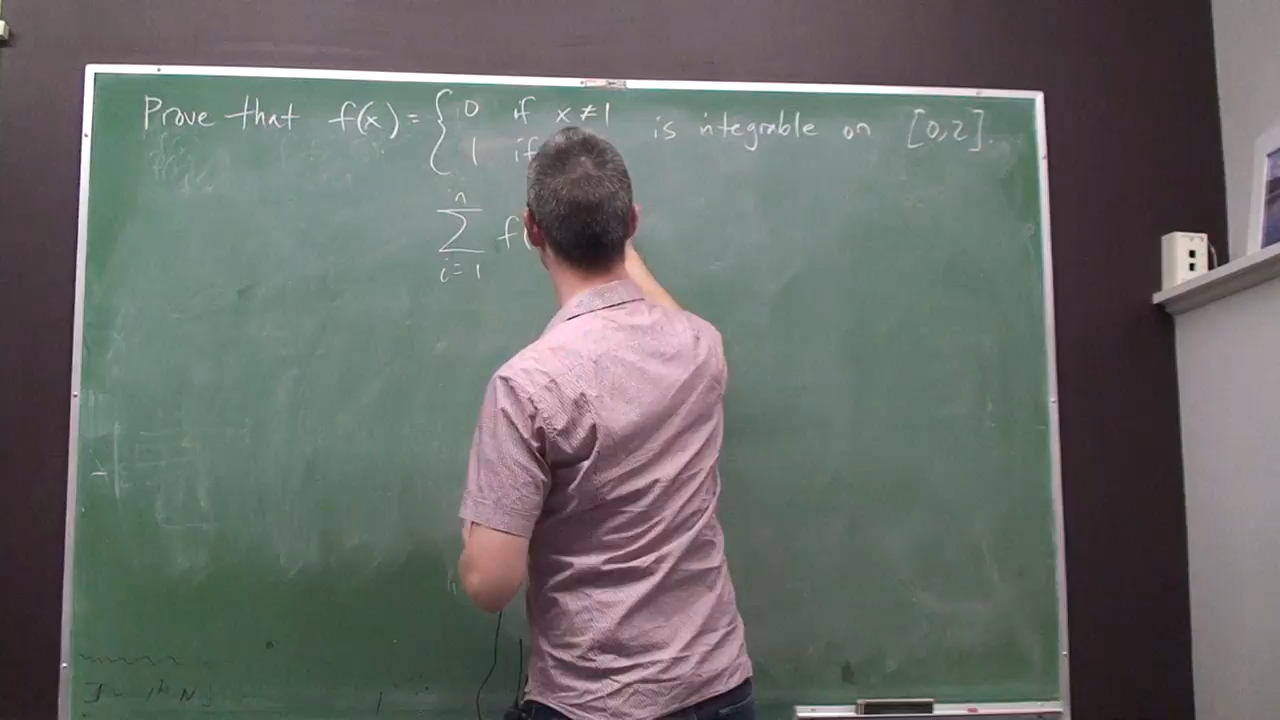 Prove that f(x) = { 0 if x ≠ 1 is integrable on [0,2].
1 if
n
∑ f(
i = 1